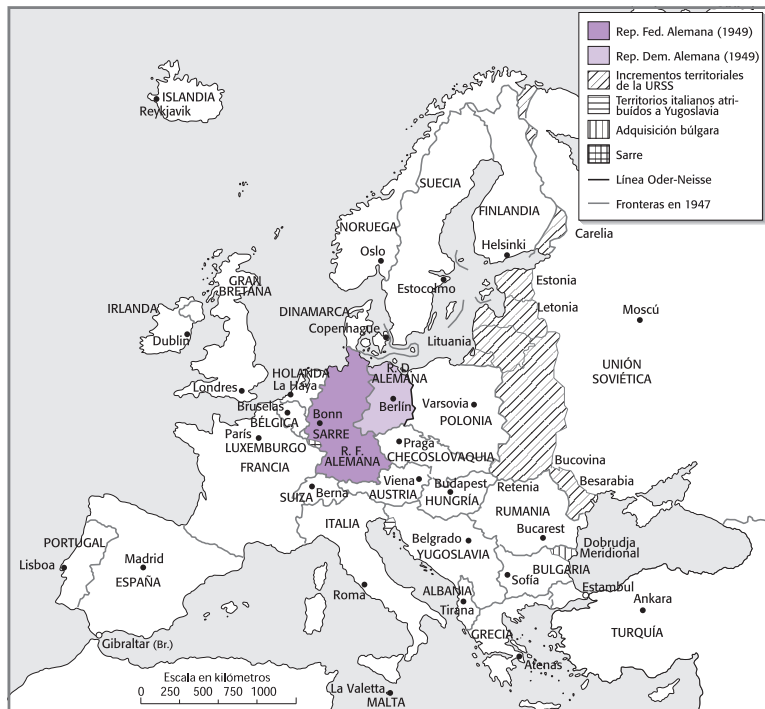 Rep. Fed. Alemana (1949)
Rep. Dem. Alemana (1949)
Incrementos territoriales
de la URSS
Territorios italianos atri-
buídos a Yugoslavia
Adquisición búlgara
Sarre
Línea Oder-Neisse
Fronteras en 1947
ISLANDIA
Reykjavik
SUECIA
NORUEGA
FINLANDIA
Oslo
Helsinki
Carelia
Estocolmo
Estonia
Letonia
Moscú
GRAN
BRETAÑA
IRLANDA
Dublín
DINAMARCA
Copenhague
Lituania
UNIÓN
SOVIÉTICA
HOLANDA
La Haya
R. D.
ALEMANA
Londres
Berlín
Varsovia
POLONIA
Bruselas
BÉLGICA
Bonn
SARRE
París
LUXEMBURGO
R. F.
ALEMANA
Praga
CHECOSLOVAQUIA
FRANCIA
Bucovina
Besarabia
Viena
AUSTRIA
Budapest
HUNGRÍA
Retenia
SUIZA
Berna
RUMANIA
Bucarest
ITALIA
Belgrado
YUGOSLAVIA
Dobrudja
Meridional
PORTUGAL
Lisboa
Madrid
ESPAÑA
BULGARIA
Sofía
Roma
ALBANIA
Tirana
Estambul
Ankara
TURQUÍA
GRECIA
Atenas
Gibraltar (Br.)
La Valetta
MALTA
Escala en kilómetros
0 250 500 750 1000